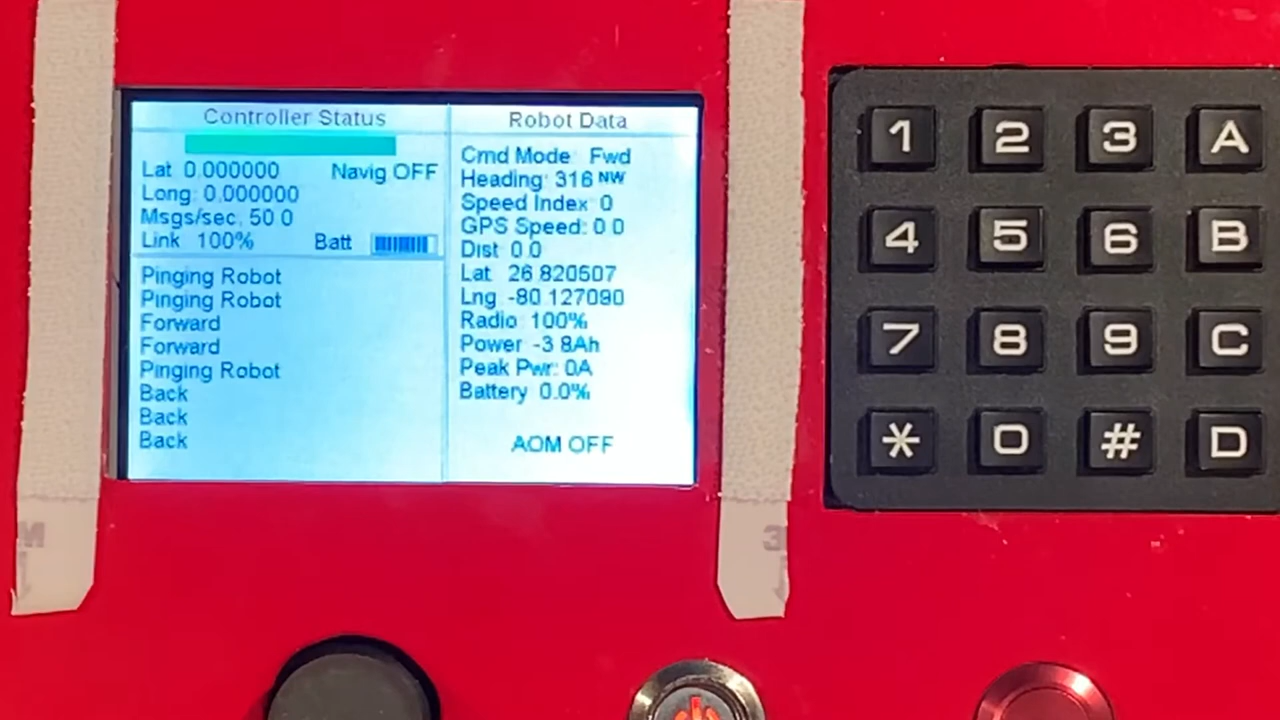 Controller Status
Lat 0.000000 Navig OFF
Long: 0.000000
Msgs/sec. 50 0
Link 100% Batt
Pinging Robot
Pinging Robot
Forward
Forward
Pinging Robot
Back
Back
Back
Robot Data
Cmd Mode: Fwd
Heading: 316 NW
Speed Index 0
GPS Speed: 0 0
Dist 0.0
Lat 26 820507
Lng -80 127090
Radio 100%
Power -3 8Ah
Peak Pwr: 0A
Battery 0.0%
AOM OFF
1 2 3 A
4 5 6 B
7 8 9 C
* 0 # D